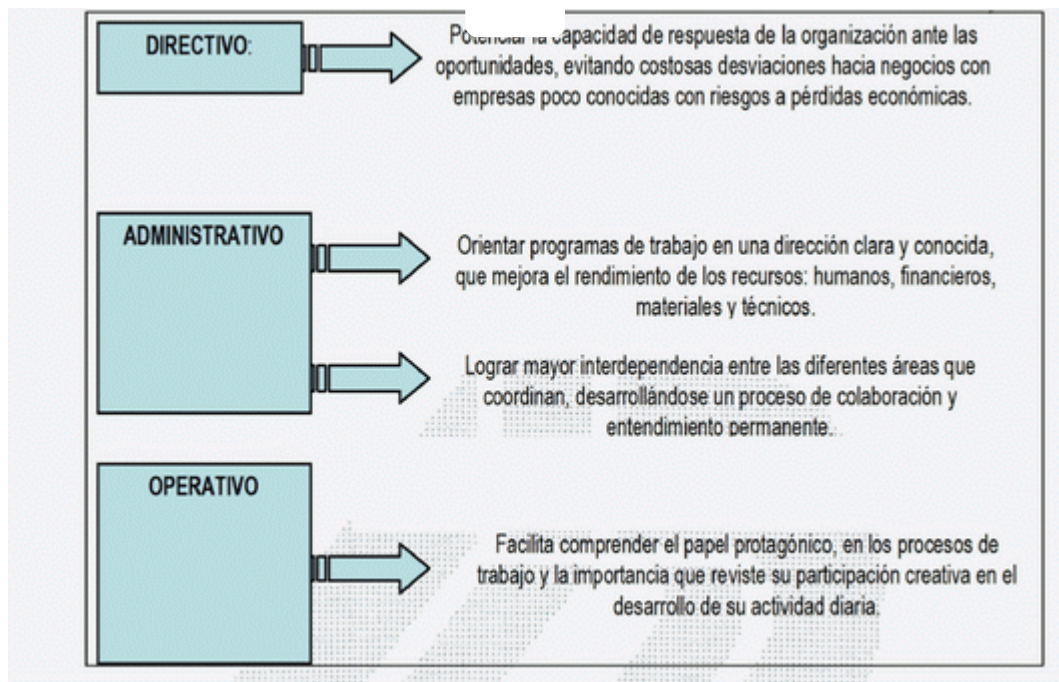 DIRECTIVO:
Potenciar la capacidad de respuesta de la organización ante las
oportunidades, evitando costosas desviaciones hacia negocios con
empresas poco conocidas con riesgos a pérdidas económicas.
ADMINISTRATIVO
Orientar programas de trabajo en una dirección clara y conocida,
que mejora el rendimiento de los recursos: humanos, financieros,
materiales y técnicos.
Lograr mayor interdependencia entre las diferentes áreas que
coordinan, desarrollándose un proceso de colaboración y
entendimiento permanente.
OPERATIVO
Facilita comprender el papel protagónico, en los procesos de
trabajo y la importancia que reviste su participación creativa en el
desarrollo de su actividad diaria.